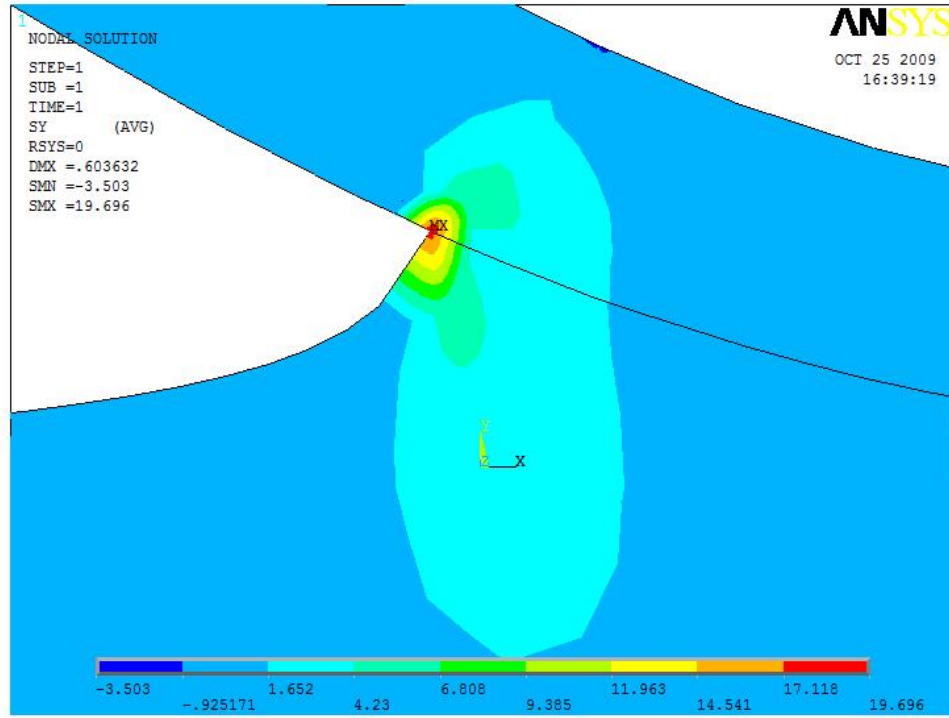 1
NODAL SOLUTION
STEP=1
SUB =1
TIME=1
SY (AVG)
RSYS=0
DMX =.603632
SMN =-3.503
SMX =19.696
ANSYS
OCT 25 2009
16:39:19
MX
Y
Z X
-3.503 1.652 6.808 11.963 17.118
-.925171 4.23 9.385 14.541 19.696